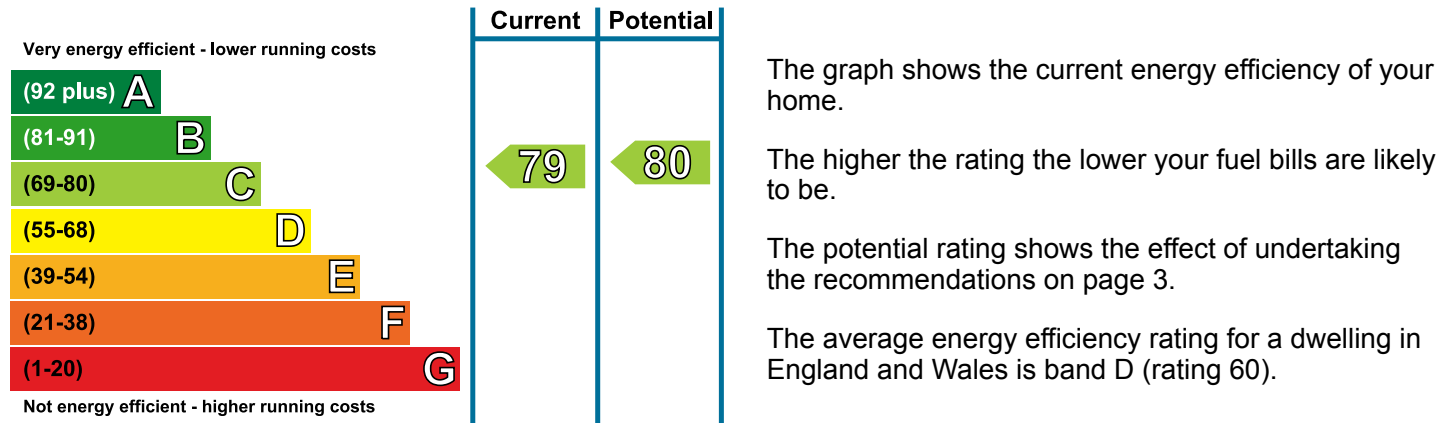 Current Potential
Very energy efficient - lower running costs
(92 plus) A
(81-91) B
(69-80) C
(55-68) D
(39-54) E
(21-38) F
(1-20) G
Not energy efficient - higher running costs
79 80
The graph shows the current energy efficiency of your
home.
The higher the rating the lower your fuel bills are likely
to be.
The potential rating shows the effect of undertaking
the recommendations on page 3.
The average energy efficiency rating for a dwelling in
England and Wales is band D (rating 60).